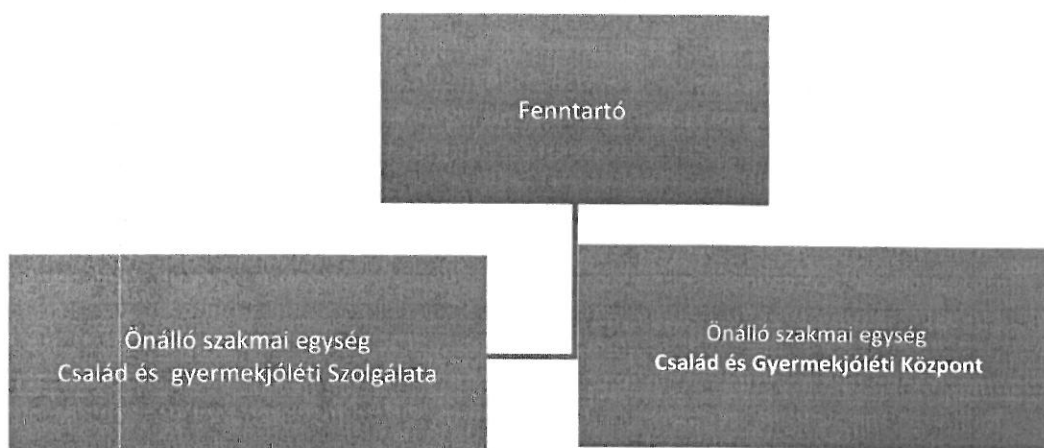 Fenntartó
Önálló szakmai egység
Család és gyermekjóléti Szolgálata
Önálló szakmai egység
Család és Gyermekjóléti Központ